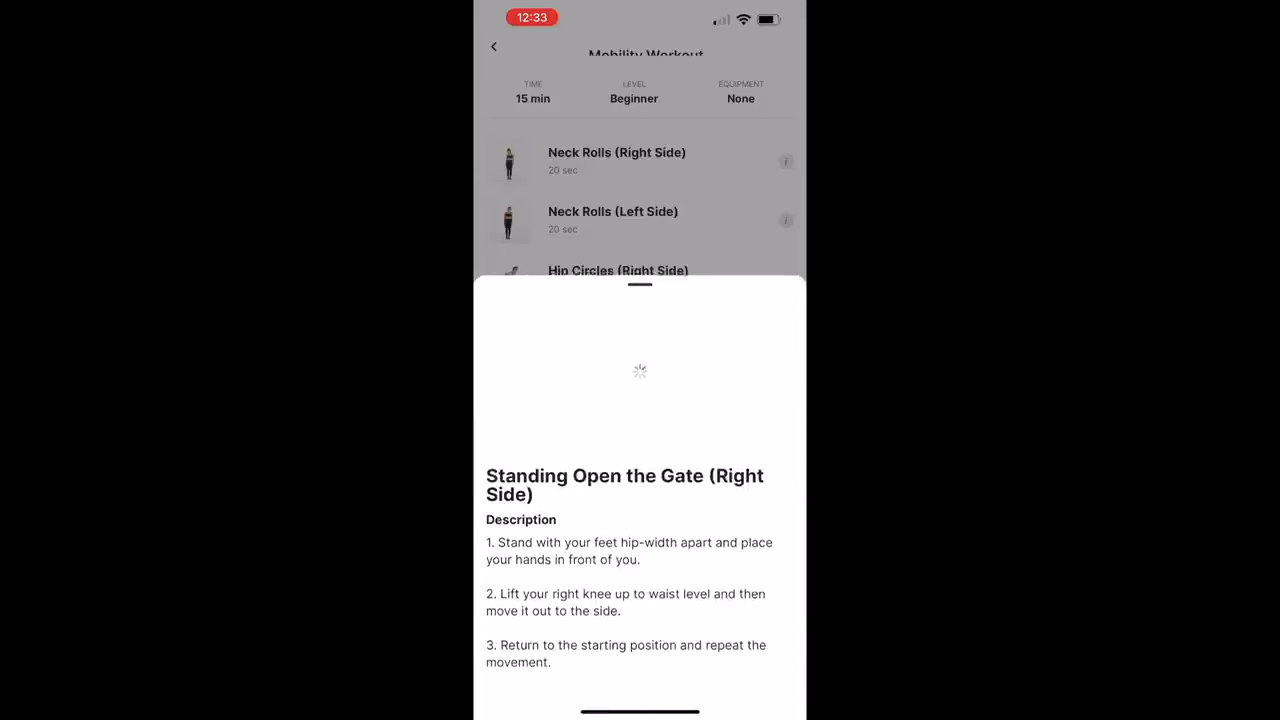 12:33
Mobility Workout
TIME
LEVEL
EQUIPMENT
15 min
Beginner
None
Neck Rolls (Right Side)
20 sec
Neck Rolls (Left Side)
20 sec
Hip Circles (Right Side)
Standing Open the Gate (Right
Side)
Description
1. Stand with your feet hip-width apart and place
your hands in front of you.
2. Lift your right knee up to waist level and then
move it out to the side.
3. Return to the starting position and repeat the
movement.